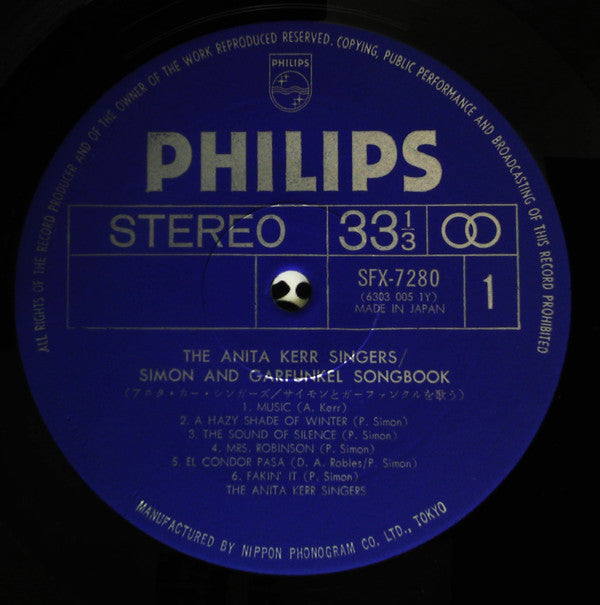 ALL RIGHTS OF THE RECORD PRODUCER AND OF THE OWNER OF THE WORK REPRODUCED RESERVED. COPYING, PUBLIC PERFORMANCE AND BROADCASTING OF THIS RECORD PROHIBITED
PHILIPS
PHILIPS
STEREO 33 1/3
SFX-7280
(6303 005 1Y)
MADE IN JAPAN
1
THE ANITA KERR SINGERS/
SIMON AND GARFUNKEL SONGBOOK
(アニタ・カー・シンガーズ/サイモンとガーファンクルを歌う)
1. MUSIC (A. Kerr)
2. A HAZY SHADE OF WINTER (P. Simon)
3. THE SOUND OF SILENCE (P. Simon)
4. MRS. ROBINSON (P. Simon)
5. EL CONDOR PASA (D. A. Robles/P. Simon)
6. FAKIN' IT (P. Simon)
THE ANITA KERR SINGERS
MANUFACTURED BY NIPPON PHONOGRAM CO. LTD., TOKYO